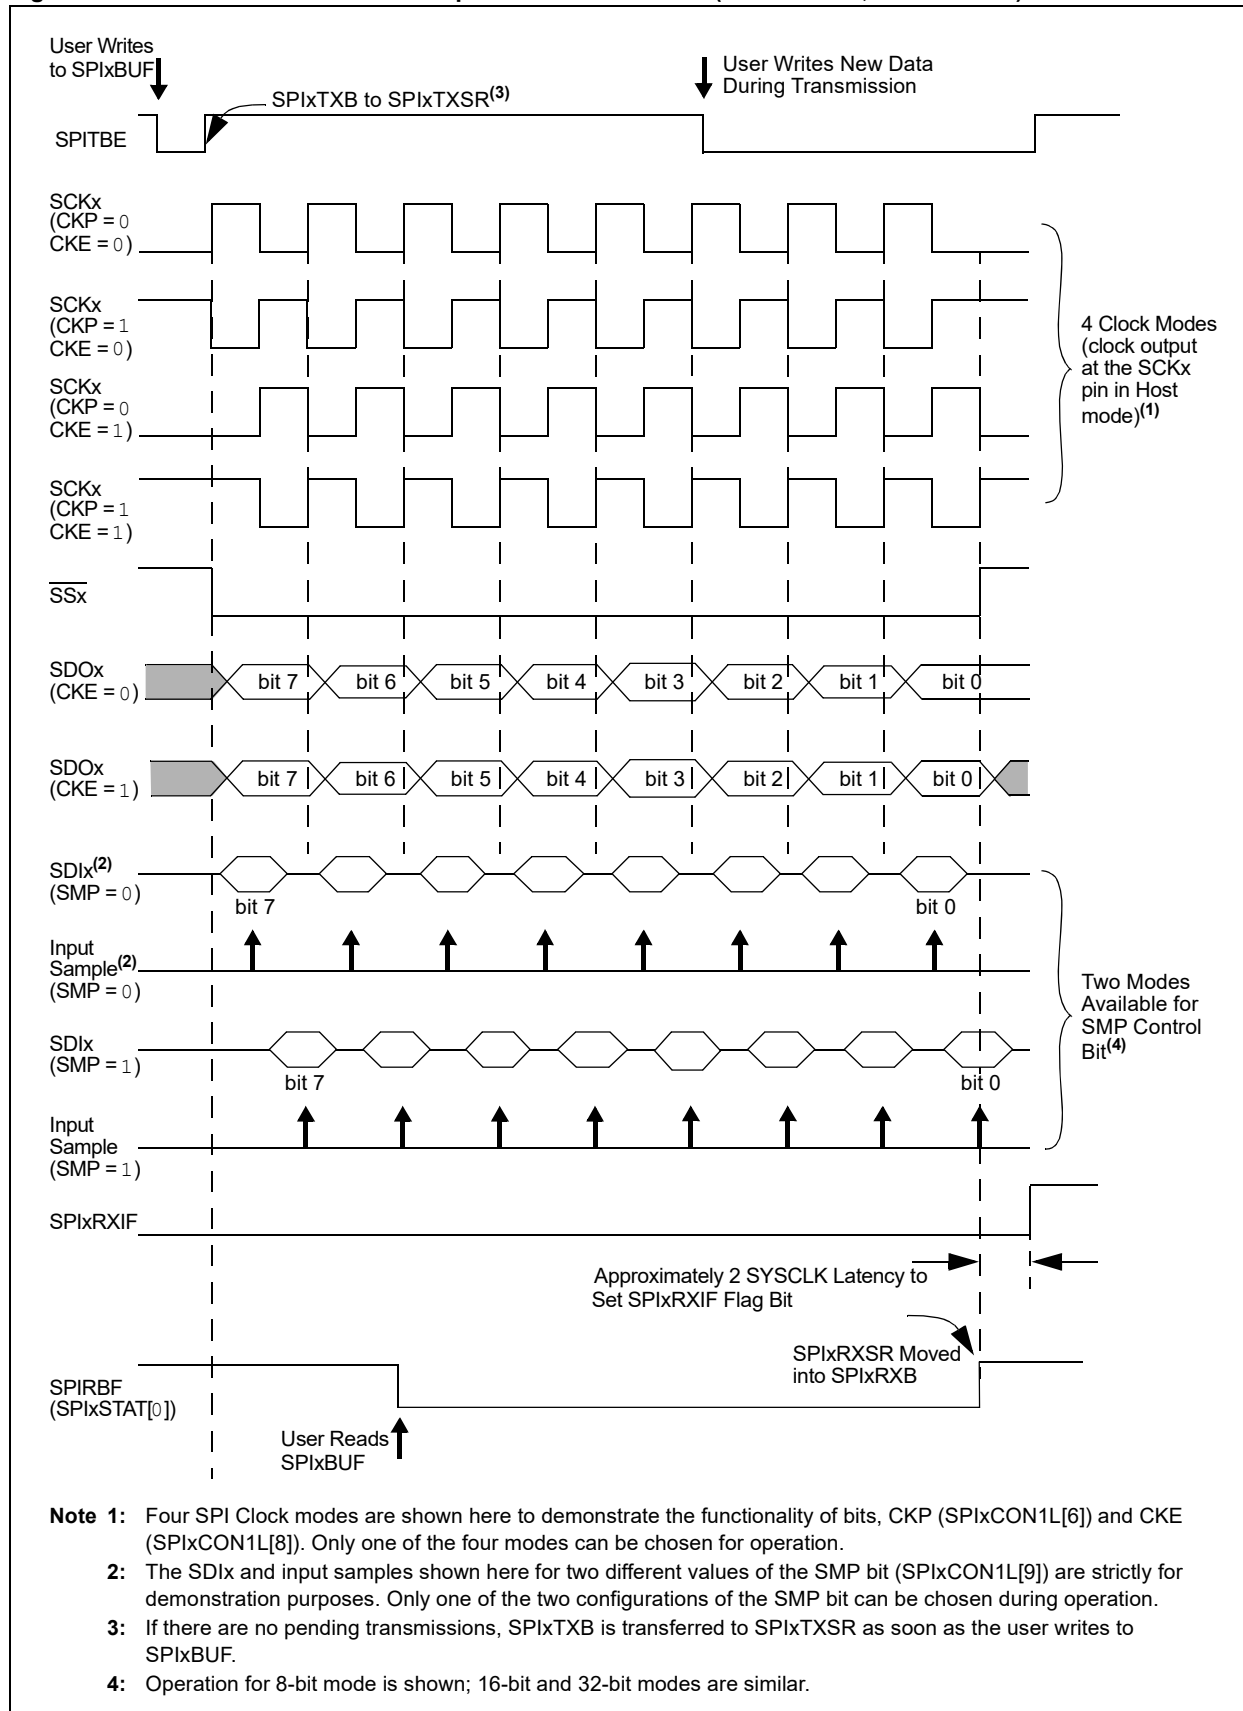 User Writes
to SPIxBUF
User Writes New Data
During Transmission
SPIxTXB to SPIxTXSR(3)
SPITBE
SCKx
(CKP = 0
CKE = 0)
SCKx
(CKP = 1
CKE = 0)
SCKx
(CKP = 0
CKE = 1)
SCKx
(CKP = 1
CKE = 1)
4 Clock Modes
(clock output
at the SCKx
pin in Host
mode)(1)
SSx
SDOx
(CKE = 0)
bit 7 bit 6 bit 5 bit 4 bit 3 bit 2 bit 1 bit 0
SDOx
(CKE = 1)
bit 7 bit 6 bit 5 bit 4 bit 3 bit 2 bit 1 bit 0
SDIx(2)
(SMP = 0)
bit 7 bit 0
Input
Sample(2)
(SMP = 0)
SDIx
(SMP = 1)
bit 7 bit 0
Input
Sample
(SMP = 1)
Two Modes
Available for
SMP Control
Bit(4)
SPIxRXIF
Approximately 2 SYSCLK Latency to
Set SPIxRXIF Flag Bit
SPIxRXSR Moved
into SPIxRXB
SPIRBF
(SPIxSTAT[0])
User Reads
SPIxBUF
Note 1: Four SPI Clock modes are shown here to demonstrate the functionality of bits, CKP (SPIxCON1L[6]) and CKE
(SPIxCON1L[8]). Only one of the four modes can be chosen for operation.
2: The SDIx and input samples shown here for two different values of the SMP bit (SPIxCON1L[9]) are strictly for
demonstration purposes. Only one of the two configurations of the SMP bit can be chosen during operation.
3: If there are no pending transmissions, SPIxTXB is transferred to SPIxTXSR as soon as the user writes to
SPIxBUF.
4: Operation for 8-bit mode is shown; 16-bit and 32-bit modes are similar.